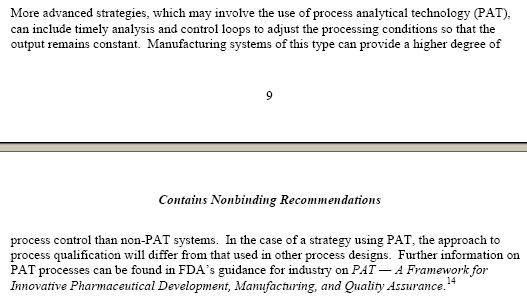 More advanced strategies, which may involve the use of process analytical technology (PAT),
can include timely analysis and control loops to adjust the processing conditions so that the
output remains constant.  Manufacturing systems of this type can provide a higher degree of
9
Contains Nonbinding Recommendations
process control than non-PAT systems.  In the case of a strategy using PAT, the approach to
process qualification will differ from that used in other process designs.  Further information on
PAT processes can be found in FDA's guidance for industry on PAT — A Framework for
Innovative Pharmaceutical Development, Manufacturing, and Quality Assurance.14